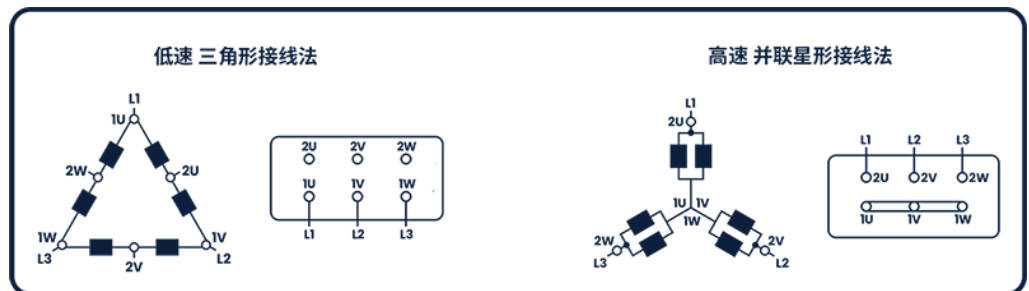 低速 三角形接线法
L1
1U
2W
2U
1W
1V
L3
2V
L2
2U 2V 2W
1U 1V 1W
L1 L2 L3
高速 并联星形接线法
L1
2U
1U 1V
1W
2W
2V
L3
L2
L1 L2 L3
2U 2V 2W
1U 1V 1W